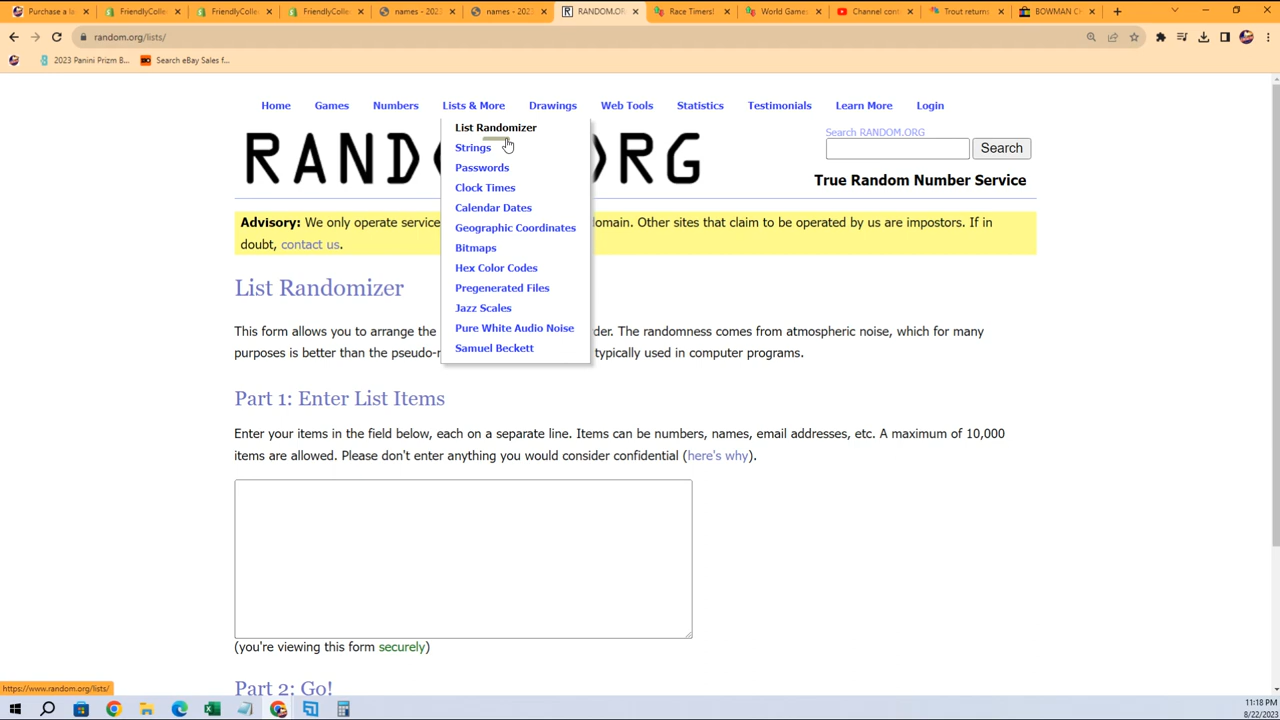 Purchase a la
FriendlyColle
FriendlyColle
FriendlyColle
names - 202
names - 202
RANDOM.OR
Race Timers!
World Game
Channel cont
Trout returns
BOWMAN C
random.org/lists/
2023 Panini Prizm B...
Search eBay Sales f...
Home
Games
Numbers
Lists & More
Drawings
Web Tools
Statistics
Testimonials
Learn More
Login
List Randomizer
Strings
Passwords
Clock Times
Calendar Dates
Geographic Coordinates
Bitmaps
Hex Color Codes
Pregenerated Files
Jazz Scales
Pure White Audio Noise
Samuel Beckett
RAND RG
Search RANDOM.ORG
Search
True Random Number Service
Advisory: We only operate service omain. Other sites that claim to be operated by us are impostors. If in
doubt, contact us.
List Randomizer
This form allows you to arrange the rder. The randomness comes from atmospheric noise, which for many
purposes is better than the pseudo-r typically used in computer programs.
Part 1: Enter List Items
Enter your items in the field below, each on a separate line. Items can be numbers, names, email addresses, etc. A maximum of 10,000
items are allowed. Please don't enter anything you would consider confidential (here's why).
(you're viewing this form securely)
Part 2: Go!
https://www.random.org/lists/
11:18 PM
8/22/2023